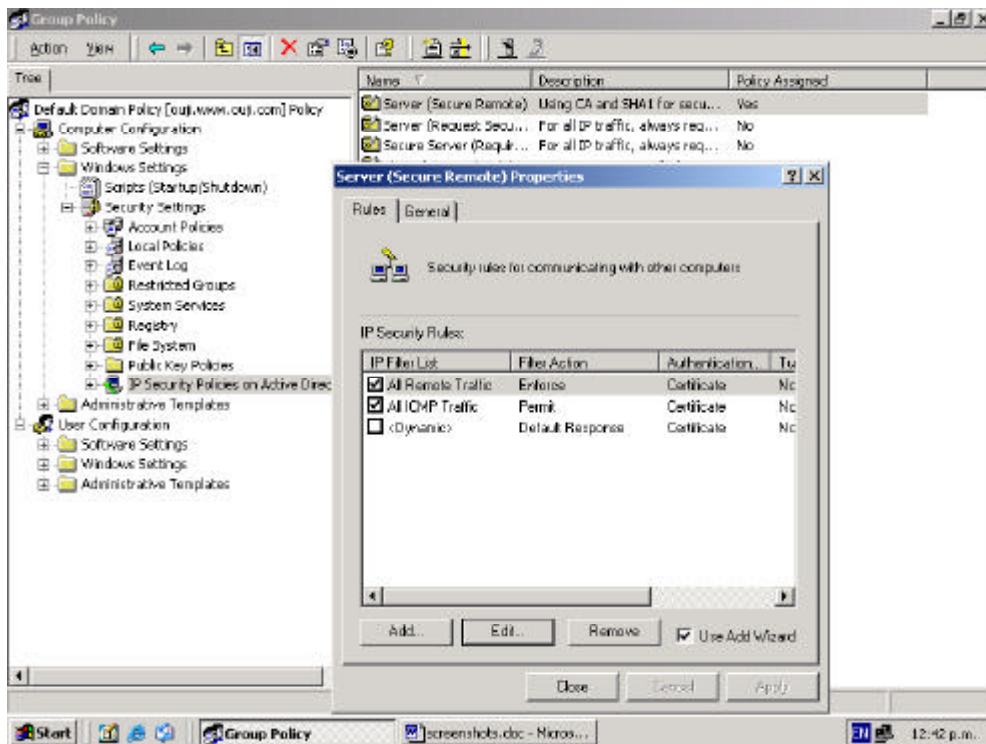 Group Policy
Action View
Tree
Name Description Policy Assigned
Default Domain Policy [ouji.www.ouji.com] Policy
Computer Configuration
Software Settings
Windows Settings
Scripts (Startup/Shutdown)
Security Settings
Account Policies
Local Policies
Event Log
Restricted Groups
System Services
Registry
File System
Public Key Policies
IP Security Policies on Active Direc
Administrative Templates
User Configuration
Software Settings
Windows Settings
Administrative Templates
Server (Secure Remote) Using CA and SHA1 for secu... Yes
Server (Request Secu... For all IP traffic, always req... No
Secure Server (Requir... For all IP traffic, always req... No
Server (Secure Remote) Properties
Rules General
Security rules for communicating with other computers
IP Security Rules:
IP Filter List Filter Action Authentication... Tu
All Remote Traffic Enforce Certificate Nc
All ICMP Traffic Permit Certificate Nc
<Dynamic> Default Response Certificate Nc
Add... Edit... Remove Use Add Wizard
Close Cancel Apply
Start Group Policy screenshots.doc - Micros... EN 12:42 p.m.